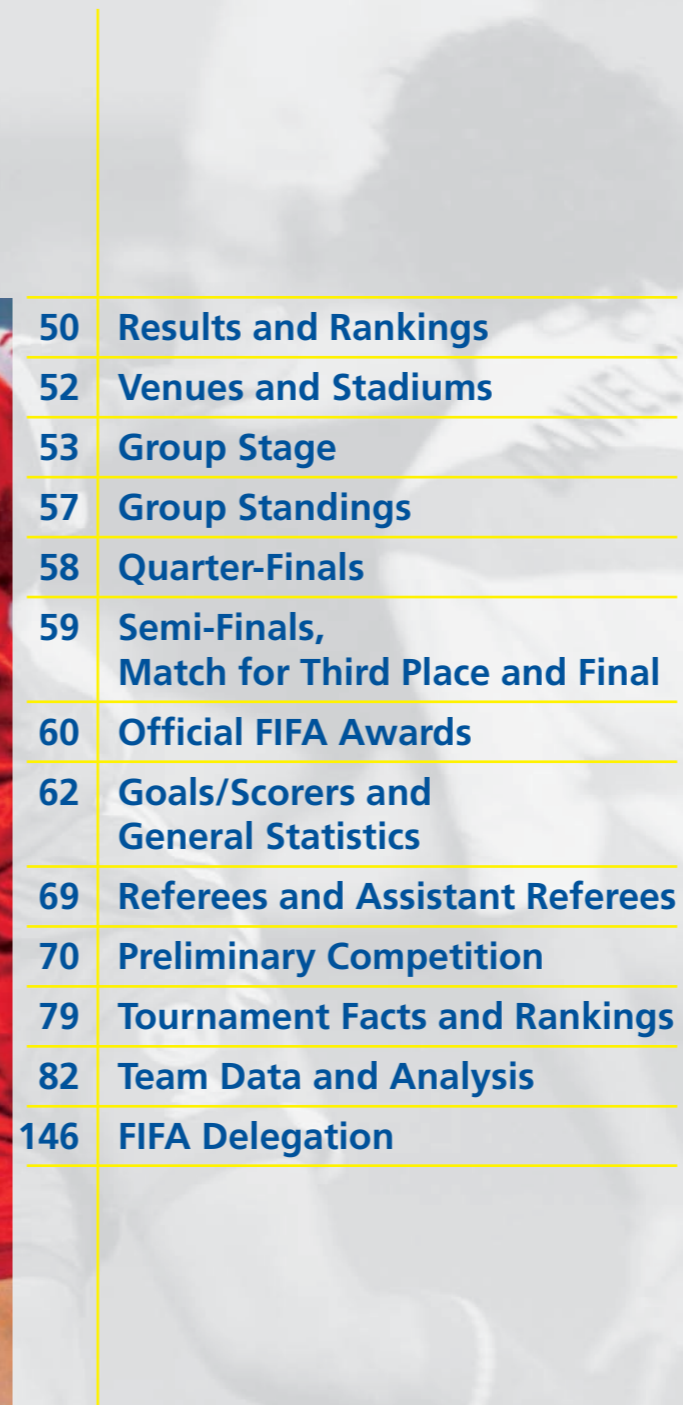 50 Results and Rankings
52 Venues and Stadiums
53 Group Stage
57 Group Standings
58 Quarter-Finals
59 Semi-Finals,
Match for Third Place and Final
60 Official FIFA Awards
62 Goals/Scorers and
General Statistics
69 Referees and Assistant Referees
70 Preliminary Competition
79 Tournament Facts and Rankings
82 Team Data and Analysis
146 FIFA Delegation